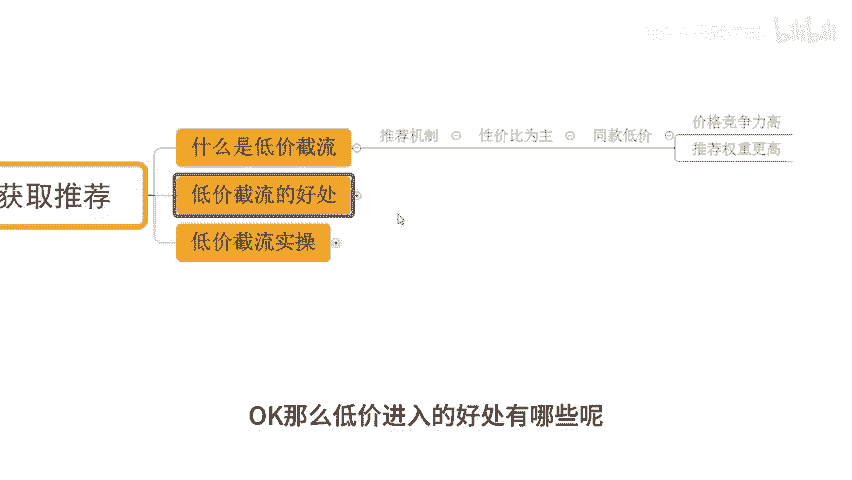 bilibili
价格竞争力高
什么是低价截流
推荐机制
性价比为主
同款低价
推荐权重更高
获取推荐
低价截流的好处
低价截流实操
OK那么低价进入的好处有哪些呢